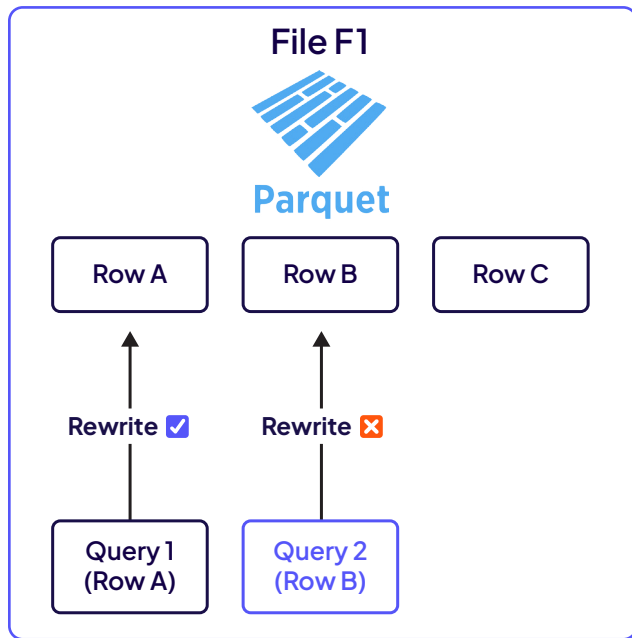 File F1
Parquet
Row A
Row B
Row C
Rewrite
Rewrite
Query 1
(Row A)
Query 2
(Row B)